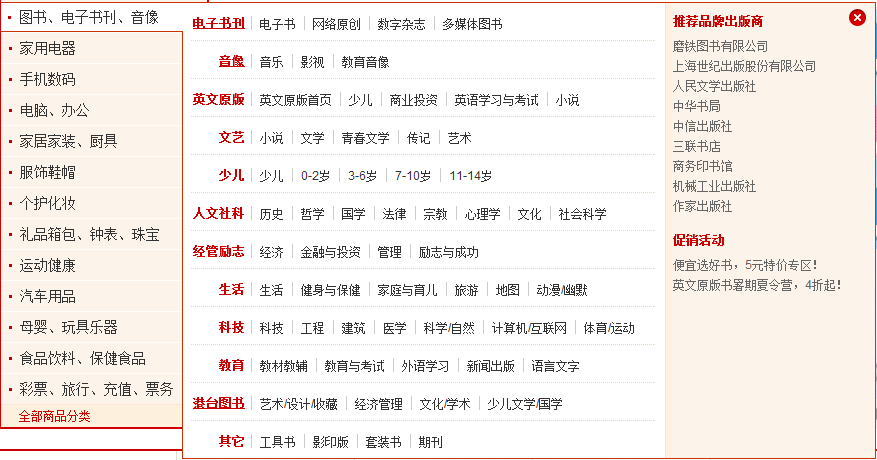 图书、电子书刊、音像
家用电器
手机数码
电脑、办公
家居家装、厨具
服饰鞋帽
个护化妆
礼品箱包、钟表、珠宝
运动健康
汽车用品
母婴、玩具乐器
食品饮料、保健食品
彩票、旅行、充值、票务
全部商品分类
电子书刊 电子书 网络原创 数字杂志 多媒体图书
音像 音乐 影视 教育音像
英文原版 英文原版首页 少儿 商业投资 英语学习与考试 小说
文艺 小说 文学 青春文学 传记 艺术
少儿 少儿 0-2岁 3-6岁 7-10岁 11-14岁
人文社科 历史 哲学 国学 法律 宗教 心理学 文化 社会科学
经管励志 经济 金融与投资 管理 励志与成功
生活 生活 健身与保健 家庭与育儿 旅游 地图 动漫/幽默
科技 科技 工程 建筑 医学 科学/自然 计算机/互联网 体育/运动
教育 教材教辅 教育与考试 外语学习 新闻出版 语言文字
港台图书 艺术/设计/收藏 经济管理 文化/学术 少儿文学/国学
其它 工具书 影印版 套装书 期刊
推荐品牌出版商
磨铁图书有限公司
上海世纪出版股份有限公司
人民文学出版社
中华书局
中信出版社
三联书店
商务印书馆
机械工业出版社
作家出版社
促销活动
便宜选好书，5元特价专区！
英文原版书暑期夏令营，4折起！